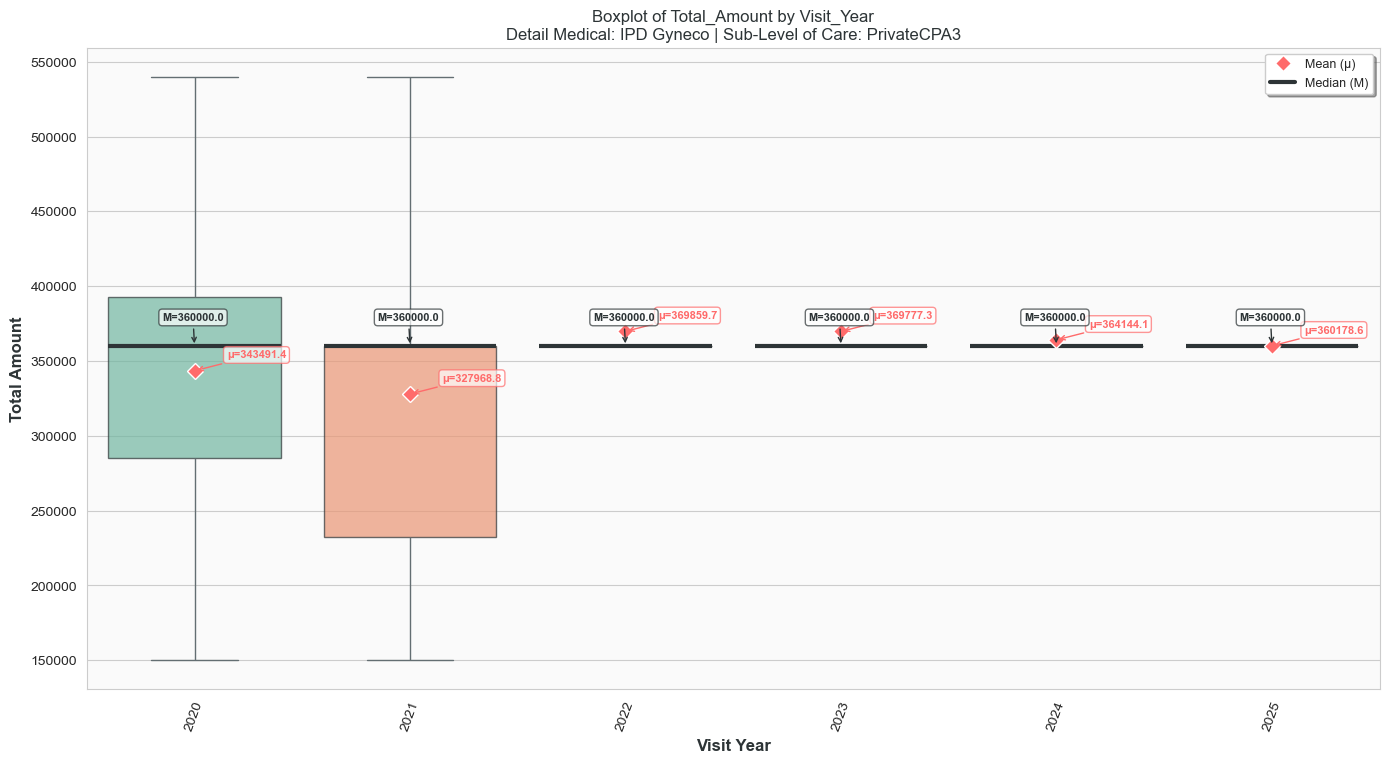 Boxplot of Total_Amount by Visit_Year
Detail Medical: IPD Gyneco | Sub-Level of Care: PrivateCPA3
Mean (μ)
Median (M)
Total Amount
550000
500000
450000
400000
350000
300000
250000
200000
150000
M=360000.0
μ=343491.4
M=360000.0
μ=327968.8
M=360000.0
μ=369859.7
M=360000.0
μ=369777.3
M=360000.0
μ=364144.1
M=360000.0
μ=360178.6
2020
2021
2022
2023
2024
2025
Visit Year